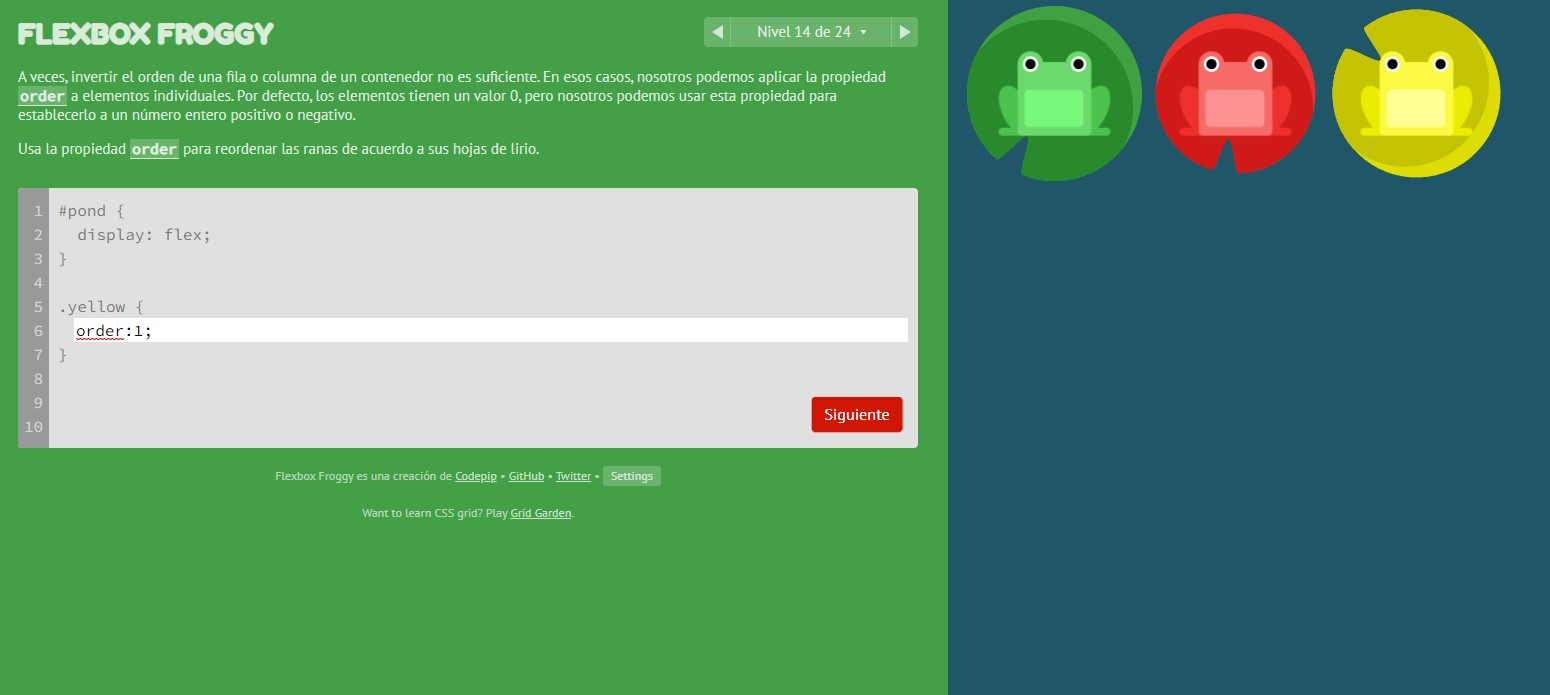 FLEXBOX FROGGY
Nivel 14 de 24
A veces, invertir el orden de una fila o columna de un contenedor no es suficiente. En esos casos, nosotros podemos aplicar la propiedad
order a elementos individuales. Por defecto, los elementos tienen un valor 0, pero nosotros podemos usar esta propiedad para
establecerlo a un número entero positivo o negativo.
Usa la propiedad order para reordenar las ranas de acuerdo a sus hojas de lirio.
1 #pond {
2 display: flex;
3 }
4
5 .yellow {
6 order:1;
7 }
8
9
10
Siguiente
Flexbox Froggy es una creación de Codepip • GitHub • Twitter • Settings
Want to learn CSS grid? Play Grid Garden.